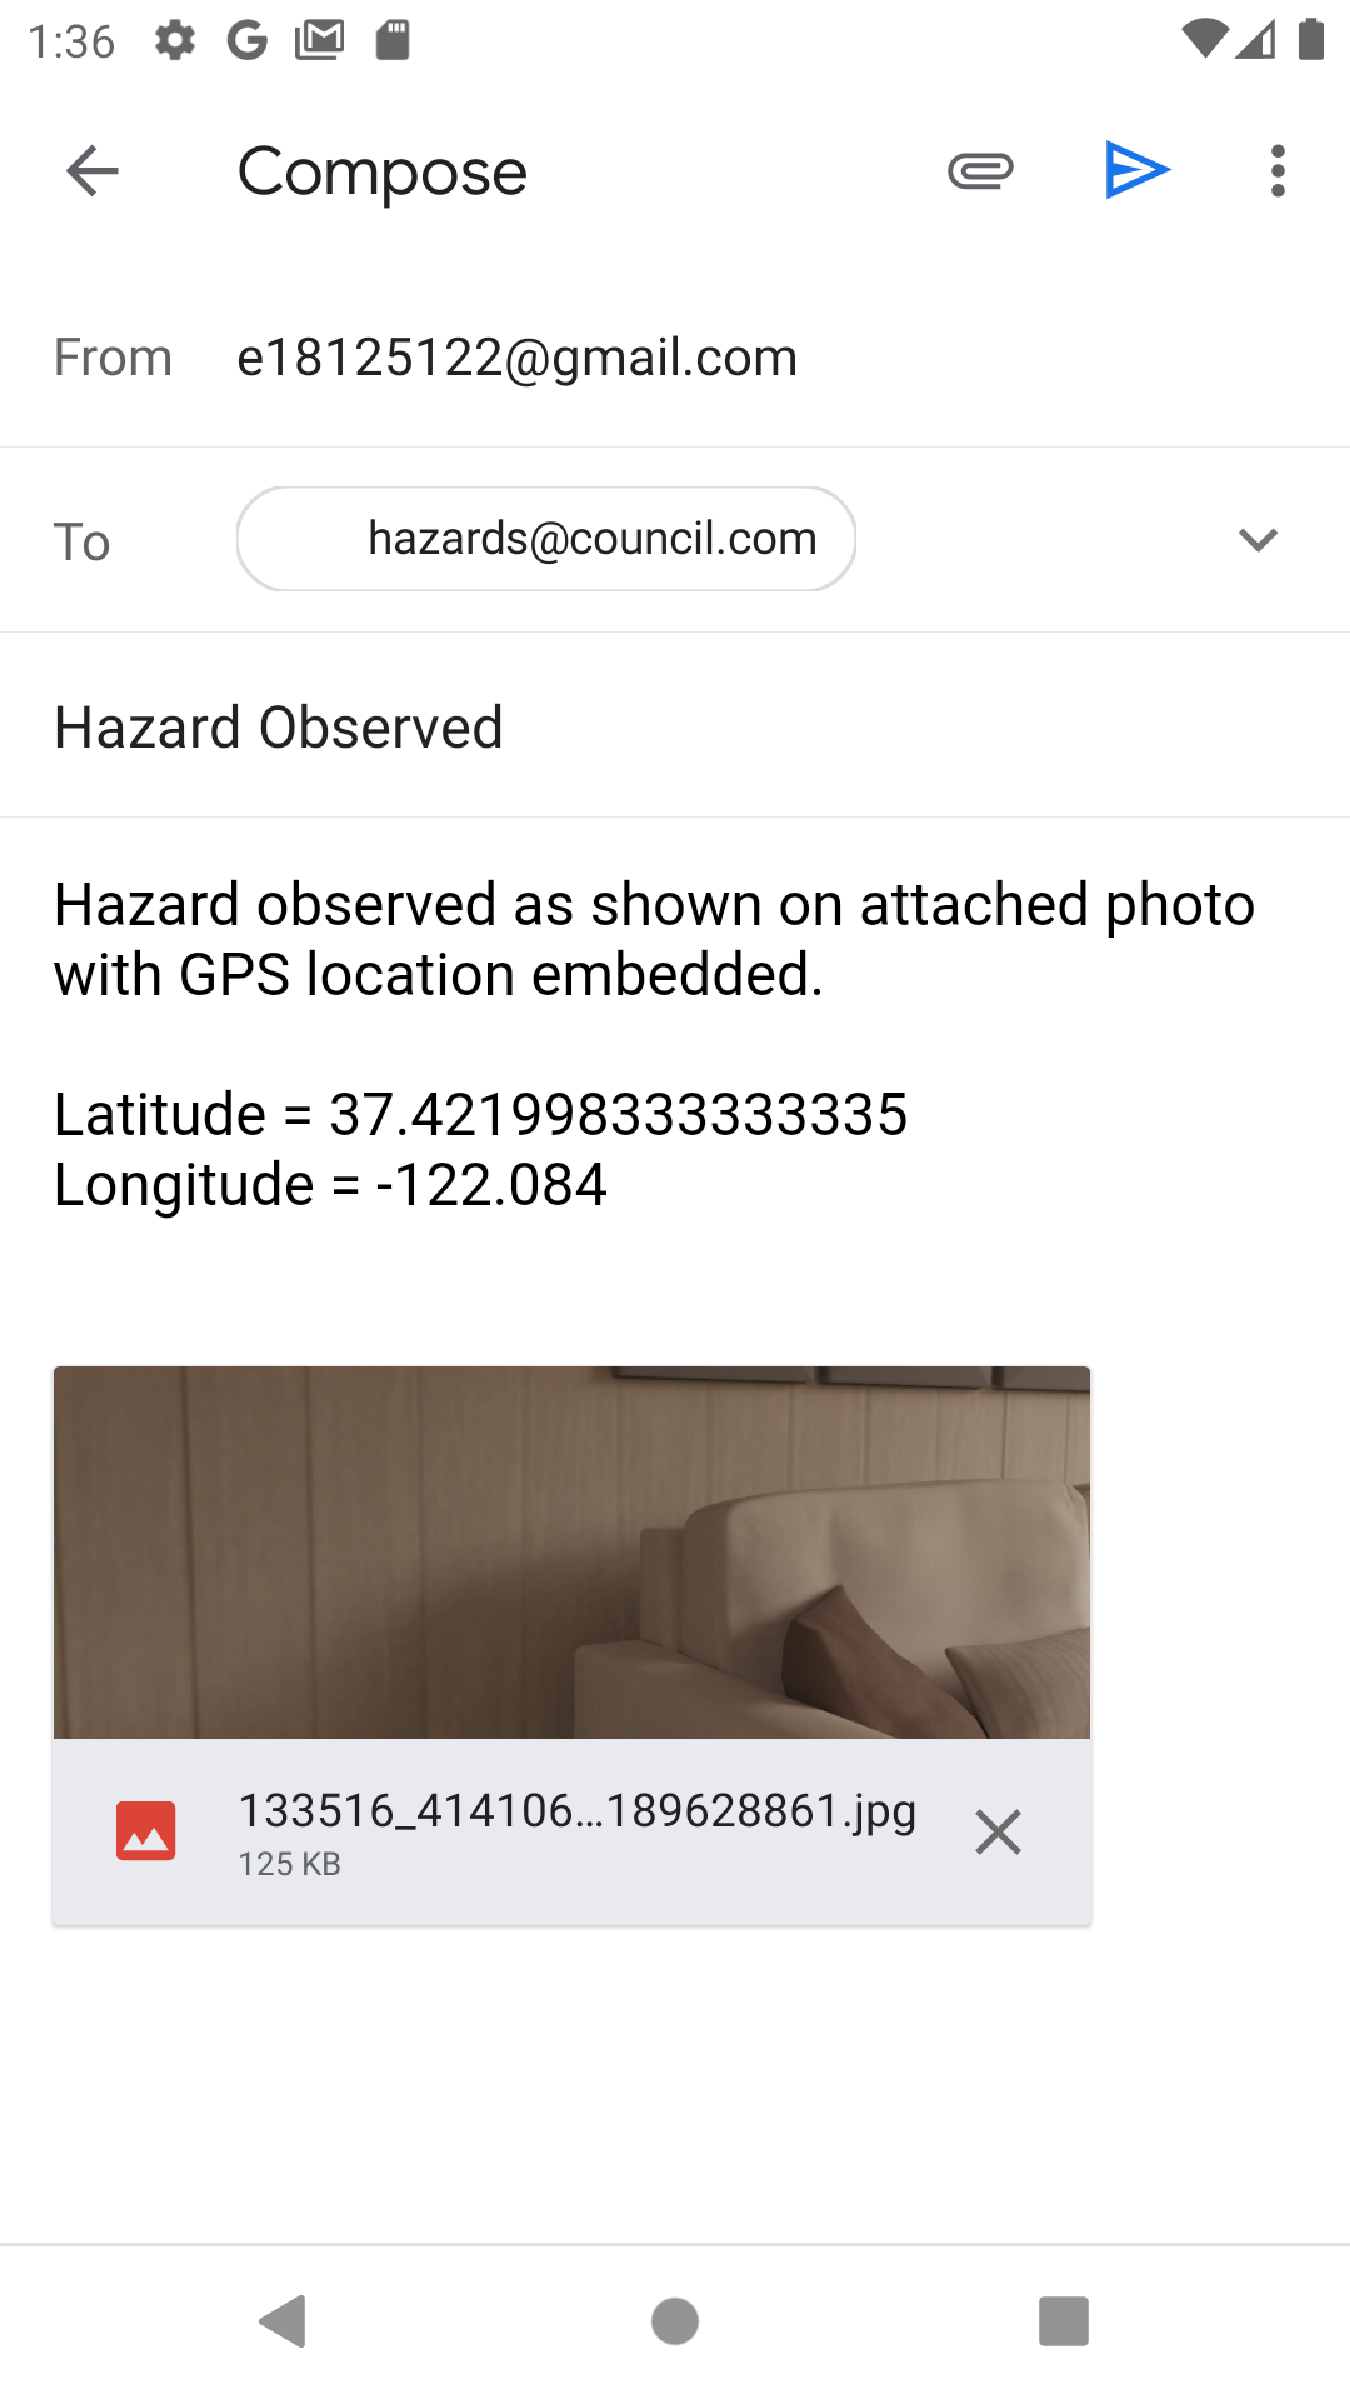 1:36
Compose
From e18125122@gmail.com
To hazards@council.com
Hazard Observed
Hazard observed as shown on attached photo
with GPS location embedded.
Latitude = 37.421998333333335
Longitude = -122.084
133516_414106...189628861.jpg
125 KB